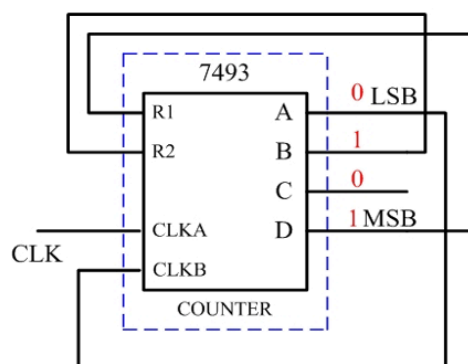 7493
R1 A 0 LSB
R2 B 1
C 0
CLKA D 1 MSB
CLK
CLKB
COUNTER